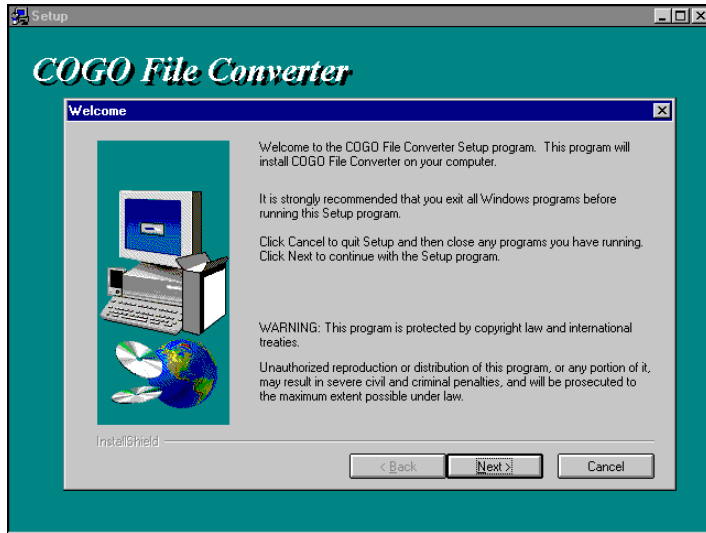 Setup
COGO File Converter
Welcome
Welcome to the COGO File Converter Setup program. This program will
install COGO File Converter on your computer.
It is strongly recommended that you exit all Windows programs before
running this Setup program.
Click Cancel to quit Setup and then close any programs you have running.
Click Next to continue with the Setup program.
WARNING: This program is protected by copyright law and international
treaties.
Unauthorized reproduction or distribution of this program, or any portion of it,
may result in severe civil and criminal penalties, and will be prosecuted to
the maximum extent possible under law.
InstallShield
< Back
Next >
Cancel